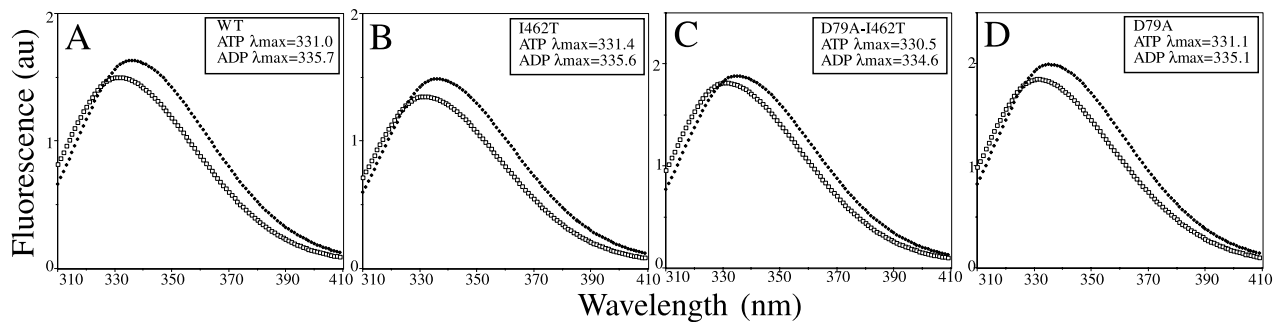 Fluorescence (au)
A
WT
ATP λmax=331.0
ADP λmax=335.7
B
I462T
ATP λmax=331.4
ADP λmax=335.6
C
D79A-I462T
ATP λmax=330.5
ADP λmax=334.6
D
D79A
ATP λmax=331.1
ADP λmax=335.1
2
1
0
2
1
0
2
1
0
2
1
0
310 330 350 370 390 410
310 330 350 370 390 410
310 330 350 370 390 410
310 330 350 370 390 410
Wavelength (nm)